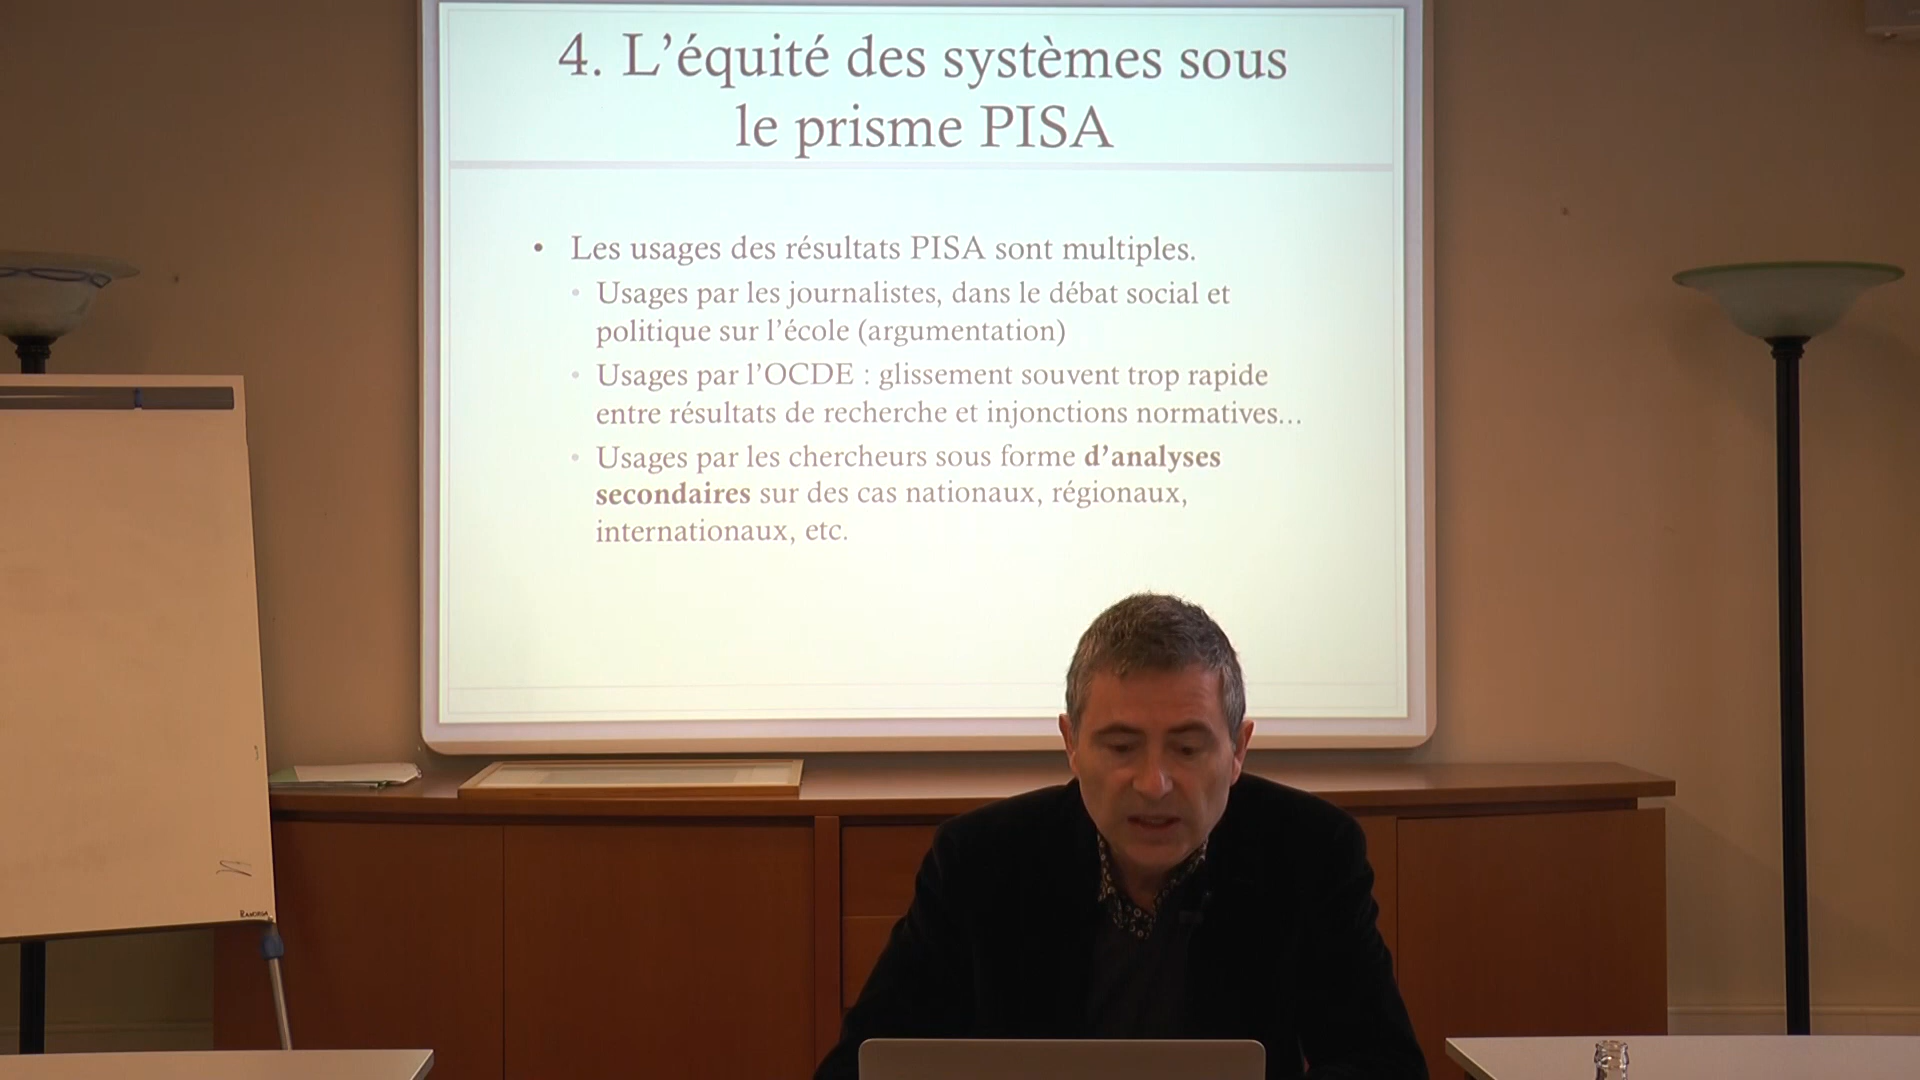 4. L’équité des systèmes sous
le prisme PISA
• Les usages des résultats PISA sont multiples.
• Usages par les journalistes, dans le débat social et
politique sur l’école (argumentation)
• Usages par l’OCDE : glissement souvent trop rapide
entre résultats de recherche et injonctions normatives…
• Usages par les chercheurs sous forme d’analyses
secondaires sur des cas nationaux, régionaux,
internationaux, etc.